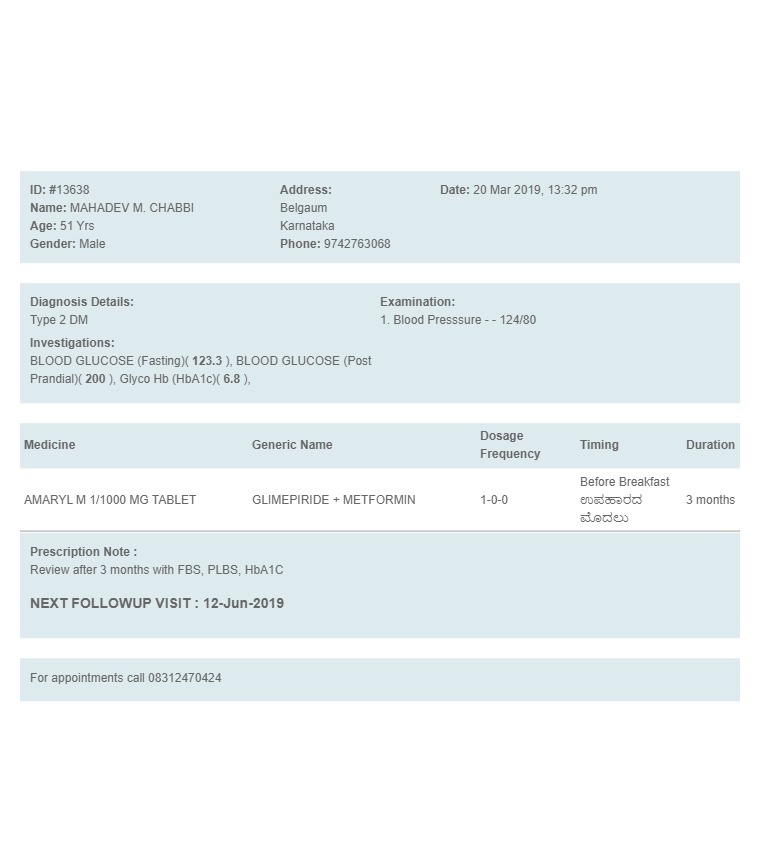 ID: #13638
Name: MAHADEV M. CHABBI
Age: 51 Yrs
Gender: Male
Address:
Belgaum
Karnataka
Phone: 9742763068
Date: 20 Mar 2019, 13:32 pm
Diagnosis Details:
Type 2 DM
Investigations:
BLOOD GLUCOSE (Fasting)( 123.3 ), BLOOD GLUCOSE (Post
Prandial)( 200 ), Glyco Hb (HbA1c)( 6.8 ),
Examination:
1. Blood Presssure - - 124/80
Medicine Generic Name Dosage Frequency Timing Duration
AMARYL M 1/1000 MG TABLET GLIMEPIRIDE + METFORMIN 1-0-0 Before Breakfast ಉಪಹಾರದ ಮೊದಲು 3 months
Prescription Note :
Review after 3 months with FBS, PLBS, HbA1C
NEXT FOLLOWUP VISIT : 12-Jun-2019
For appointments call 08312470424